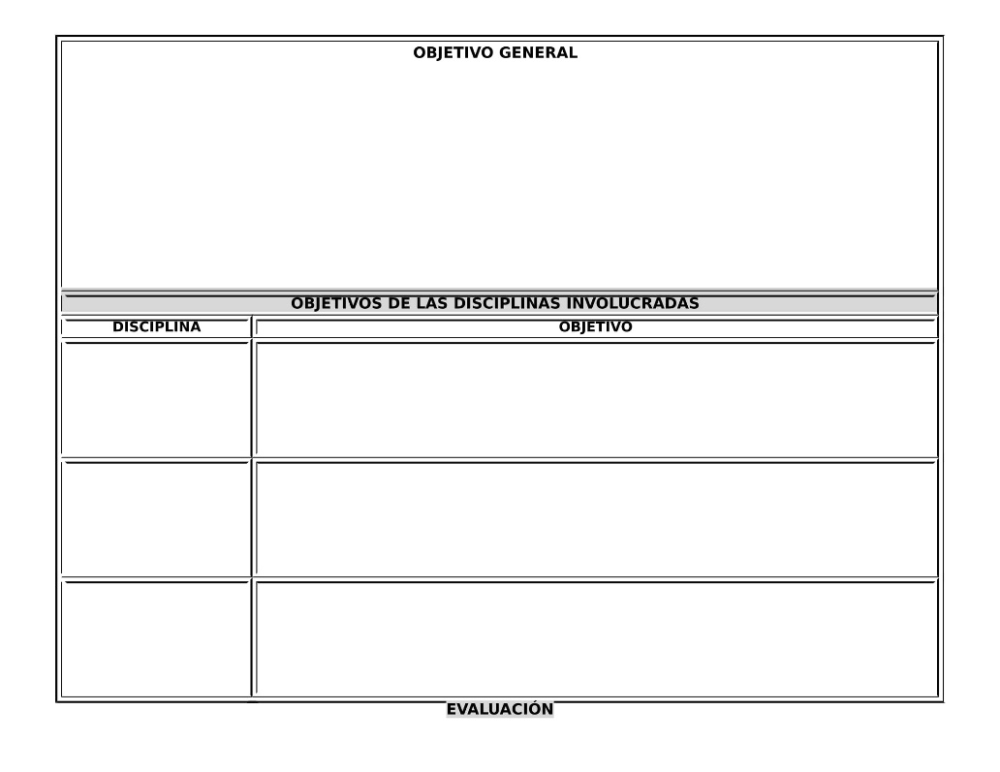 OBJETIVO GENERAL
OBJETIVOS DE LAS DISCIPLINAS INVOLUCRADAS
DISCIPLINA OBJETIVO
EVALUACIÓN